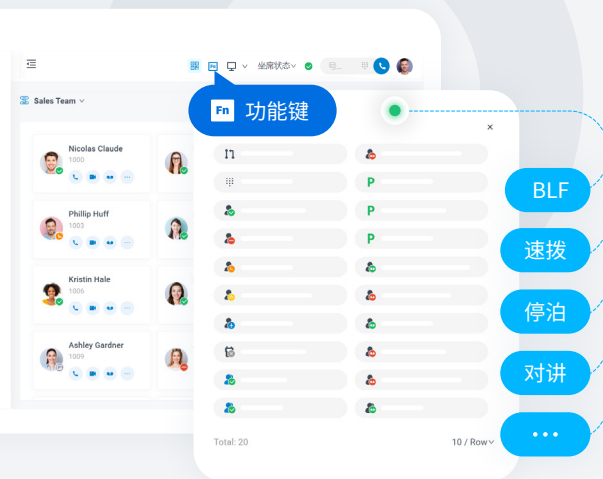 Fn
坐席状态
号...
Sales Team
Fn 功能键
Nicolas Claude
1000
Phillip Huff
1003
Kristin Hale
1006
Ashley Gardner
1009
P
P
P
Total: 20
10 / Row
BLF
速拨
停泊
对讲
•••